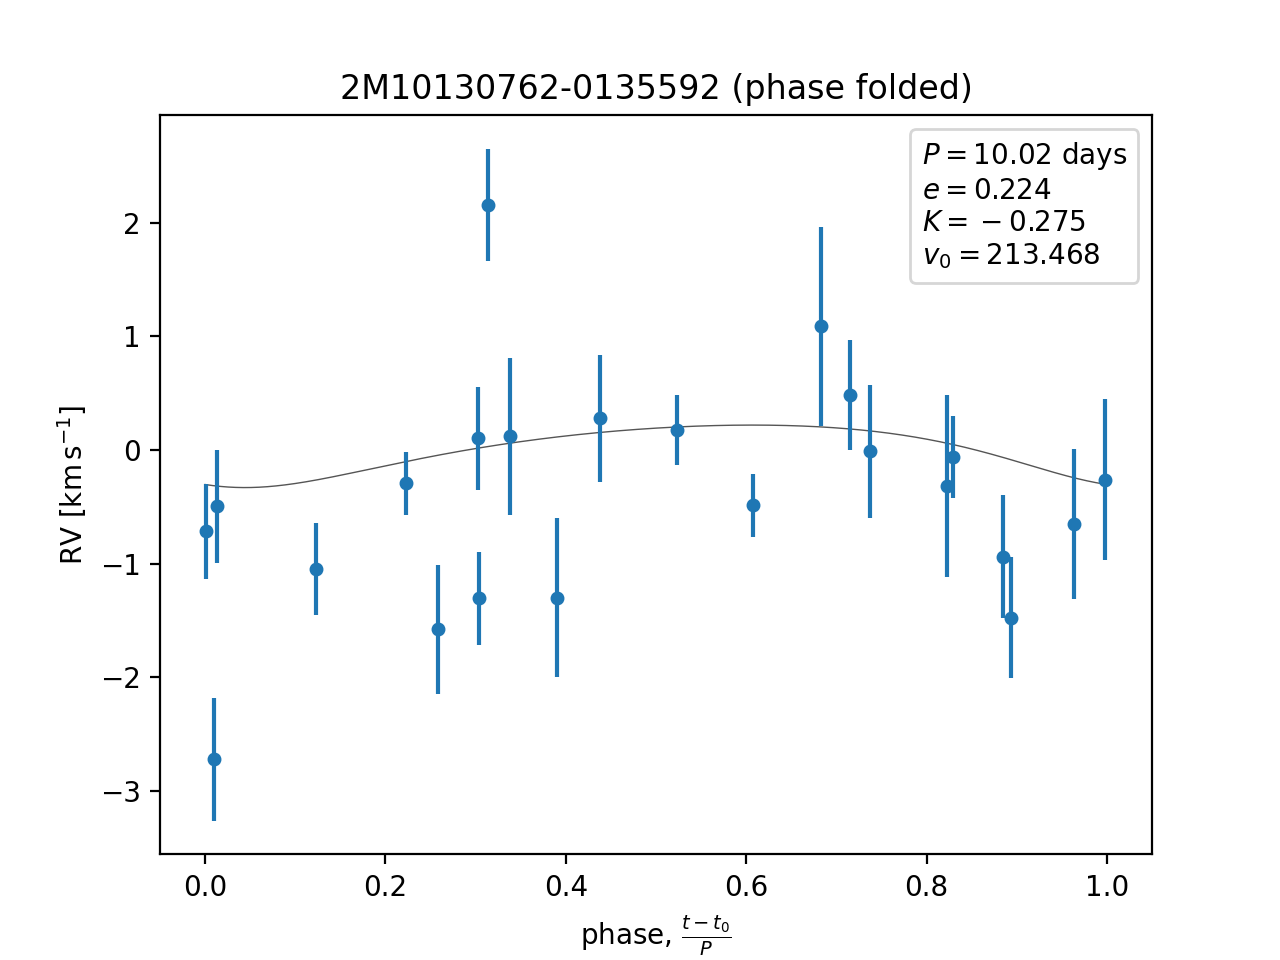 2M10130762-0135592 (phase folded)
P = 10.02 days
e = 0.224
K = −0.275
v₀ = 213.468
2
1
0
−1
−2
−3
RV [km s⁻¹]
0.0 0.2 0.4 0.6 0.8 1.0
phase, (t − t₀)/P